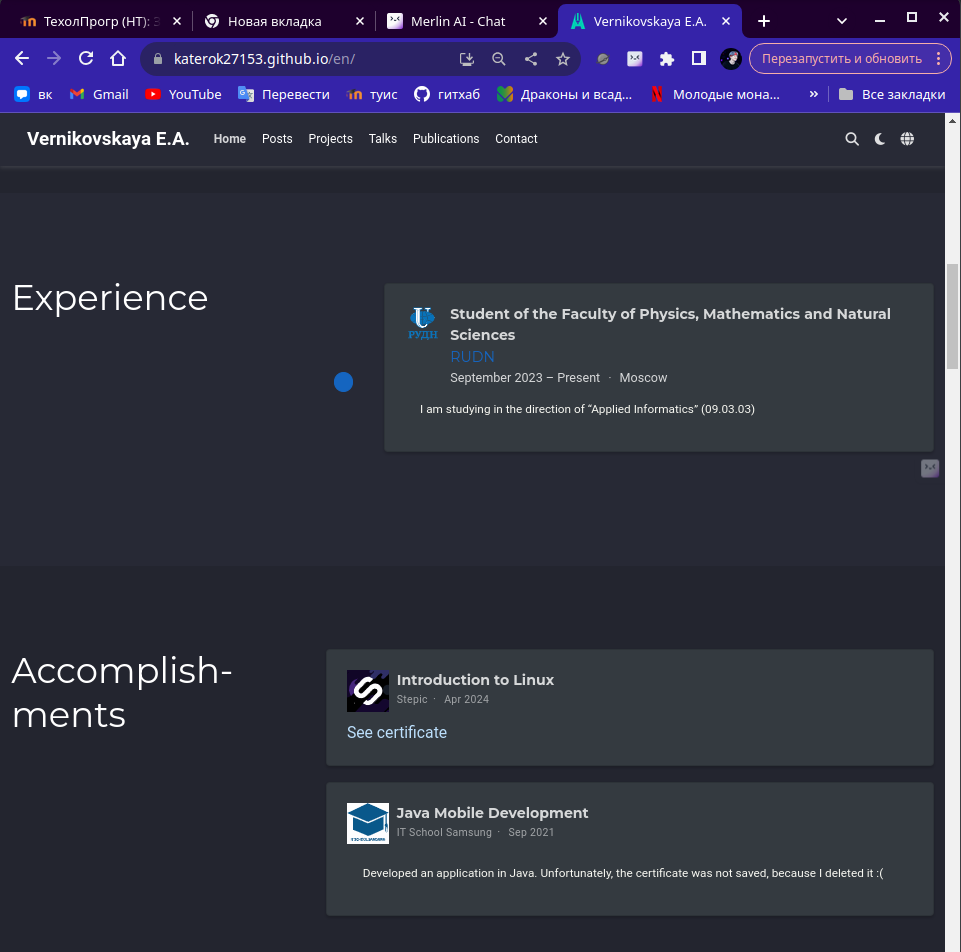 ТехолПрогр (НТ): З
Новая вкладка
Merlin AI - Chat
Vernikovskaya E.A.
katerok27153.github.io/en/
Перезапустить и обновить
вк
Gmail
YouTube
Перевести
туис
гитхаб
Драконы и всад...
Молодые мона...
»
Все закладки
Vernikovskaya E.A.
Home
Posts
Projects
Talks
Publications
Contact
Experience
РУДН
Student of the Faculty of Physics, Mathematics and Natural
Sciences
RUDN
September 2023 – Present · Moscow
I am studying in the direction of “Applied Informatics” (09.03.03)
Accomplish-
ments
Introduction to Linux
Stepic · Apr 2024
See certificate
Java Mobile Development
IT School Samsung · Sep 2021
Developed an application in Java. Unfortunately, the certificate was not saved, because I deleted it :(